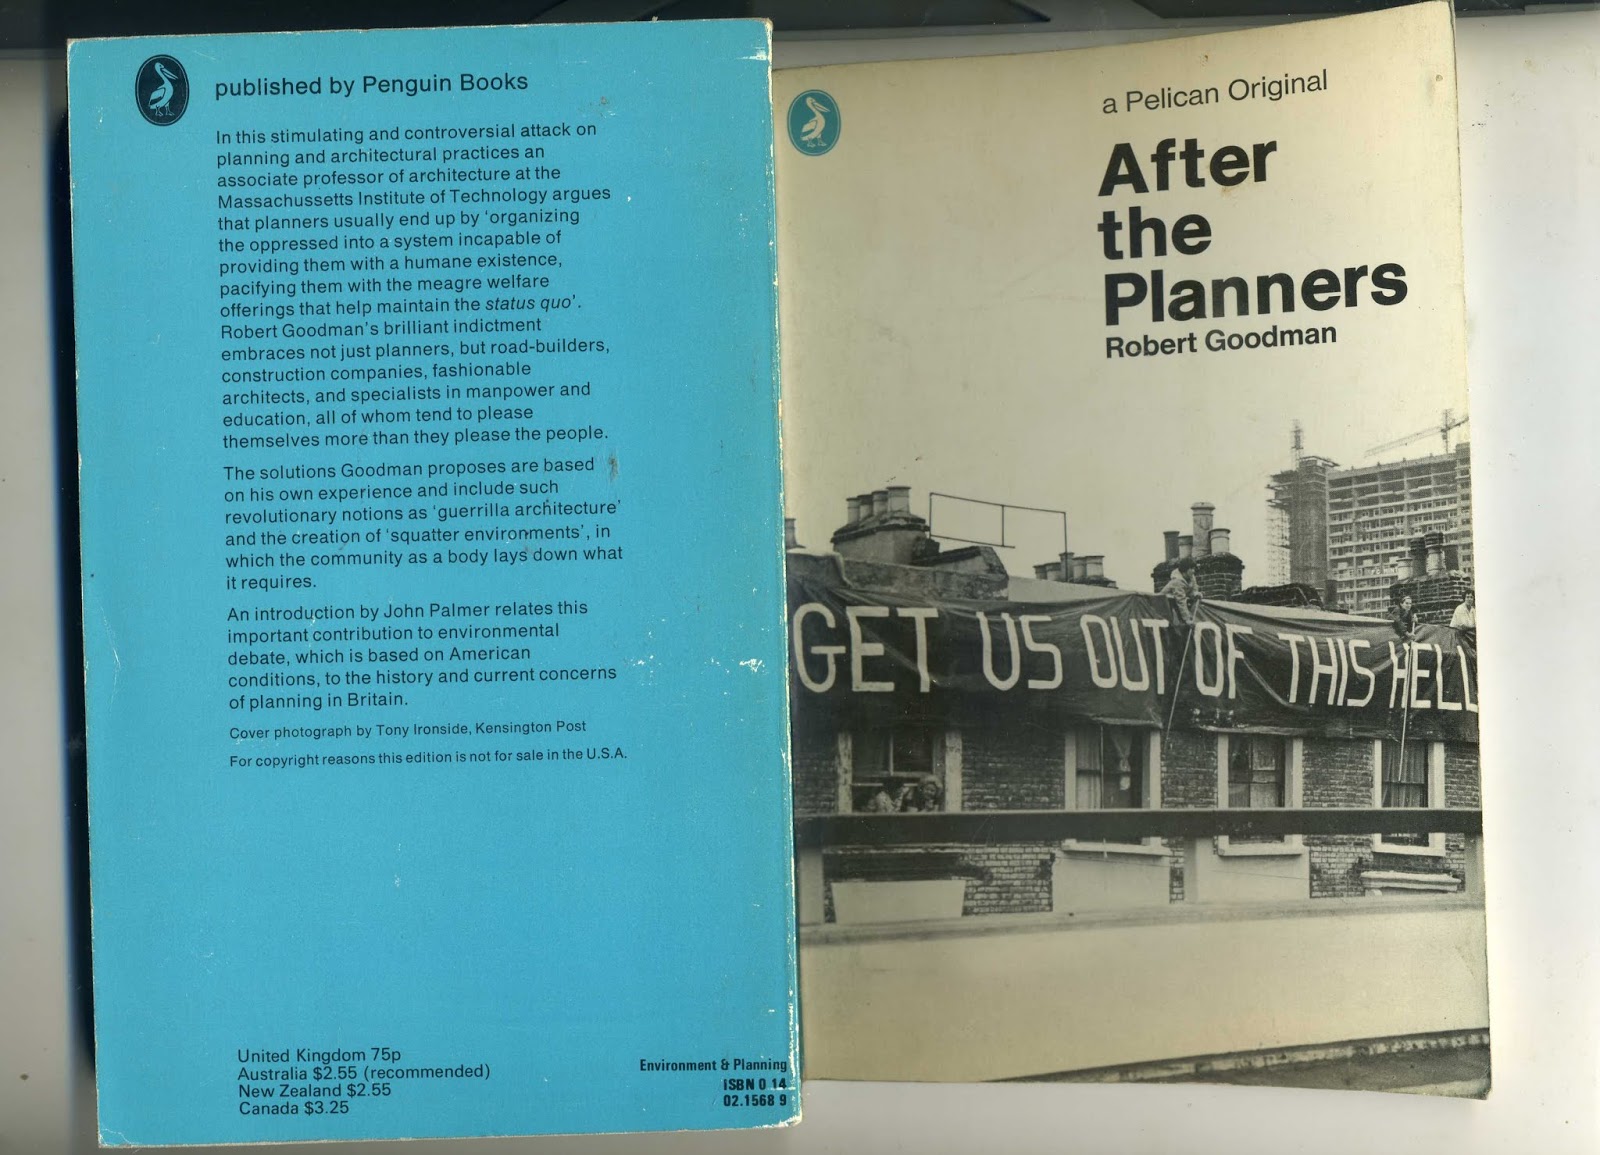 published by Penguin Books
In this stimulating and controversial attack on
planning and architectural practices an
associate professor of architecture at the
Massachussetts Institute of Technology argues
that planners usually end up by 'organizing
the oppressed into a system incapable of
providing them with a humane existence,
pacifying them with the meagre welfare
offerings that help maintain the status quo'.
Robert Goodman's brilliant indictment
embraces not just planners, but road-builders,
construction companies, fashionable
architects, and specialists in manpower and
education, all of whom tend to please
themselves more than they please the people.
The solutions Goodman proposes are based
on his own experience and include such
revolutionary notions as 'guerrilla architecture'
and the creation of 'squatter environments', in
which the community as a body lays down what
it requires.
An introduction by John Palmer relates this
important contribution to environmental
debate, which is based on American
conditions, to the history and current concerns
of planning in Britain.
Cover photograph by Tony Ironside, Kensington Post
For copyright reasons this edition is not for sale in the U.S.A.
United Kingdom 75p
Australia $2.55 (recommended)
New Zealand $2.55
Canada $3.25
Environment & Planning
ISBN 0 14
02.1568 9
a Pelican Original
After
the
Planners
Robert Goodman
GET US OUT OF THIS HELL